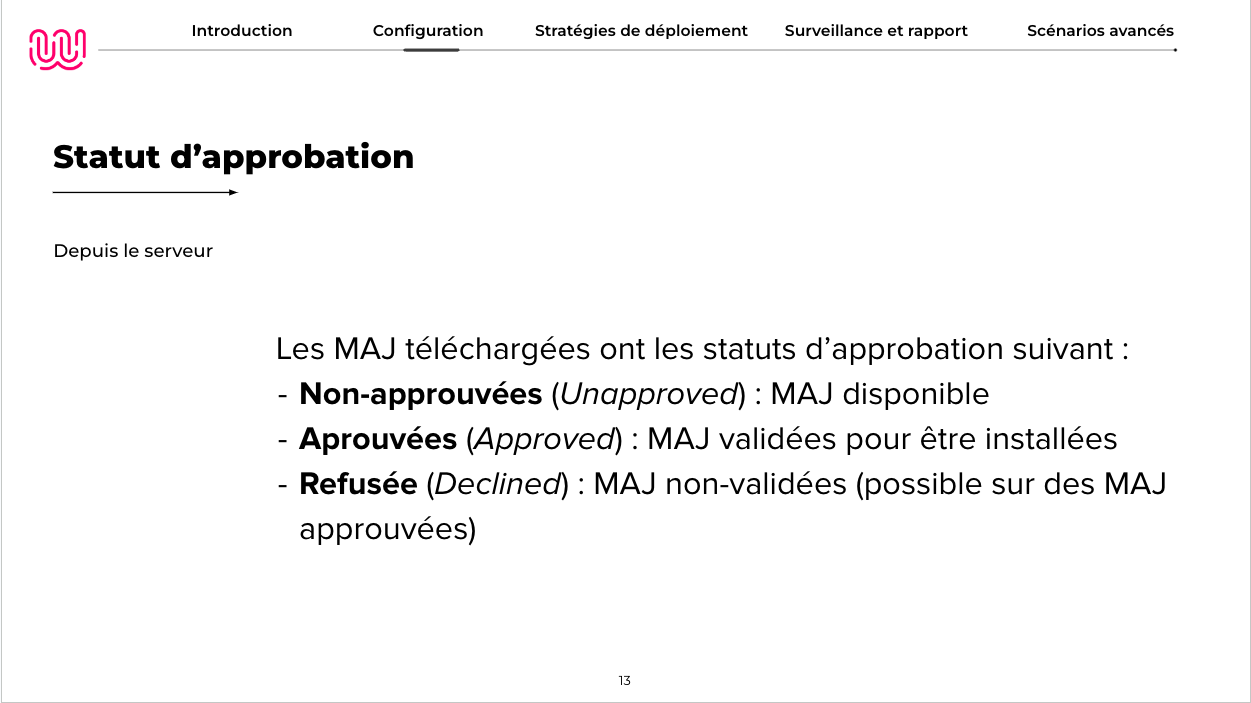 Introduction
Configuration
Stratégies de déploiement
Surveillance et rapport
Scénarios avancés
Statut d’approbation
Depuis le serveur
Les MAJ téléchargées ont les statuts d’approbation suivant :
- Non-approuvées (Unapproved) : MAJ disponible
- Aprouvées (Approved) : MAJ validées pour être installées
- Refusée (Declined) : MAJ non-validées (possible sur des MAJ
approuvées)
13